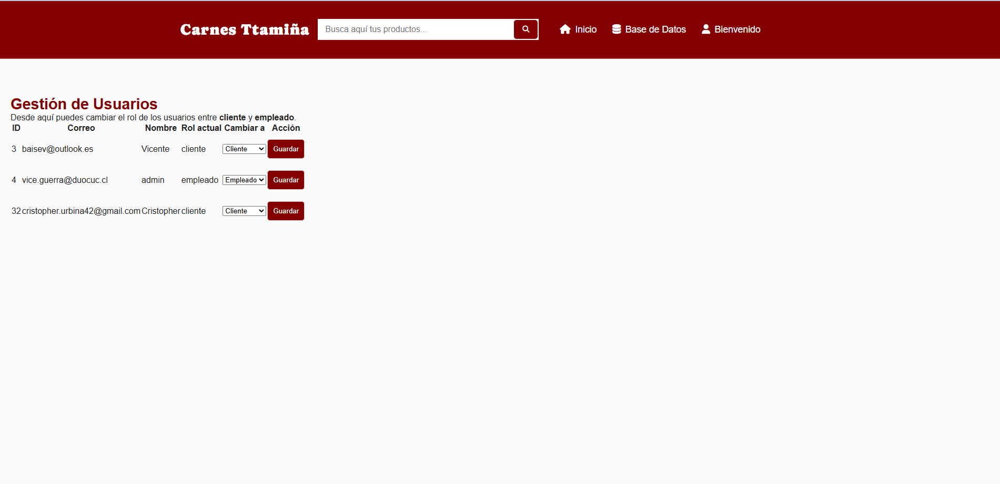 Carnes Ttamiña Busca aquí tus productos... Inicio Base de Datos Bienvenido
Gestión de Usuarios
Desde aquí puedes cambiar el rol de los usuarios entre cliente y empleado.
ID Correo Nombre Rol actual Cambiar a Acción
3 baisev@outlook.es Vicente cliente Cliente Guardar
4 vice.guerra@duocuc.cl admin empleado Empleado Guardar
32 cristopher.urbina42@gmail.com Cristopher cliente Cliente Guardar